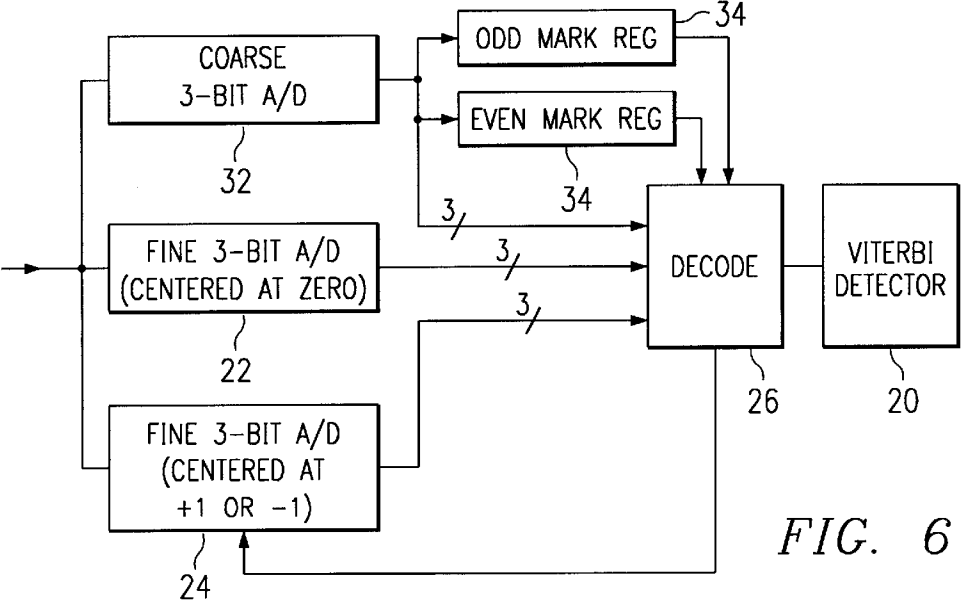 34
COARSE
3-BIT A/D
ODD MARK REG
EVEN MARK REG
32
34
3
FINE 3-BIT A/D
(CENTERED AT ZERO)
3
DECODE
VITERBI
DETECTOR
3
22
26
20
FINE 3-BIT A/D
(CENTERED AT
+1 OR -1)
24
FIG. 6